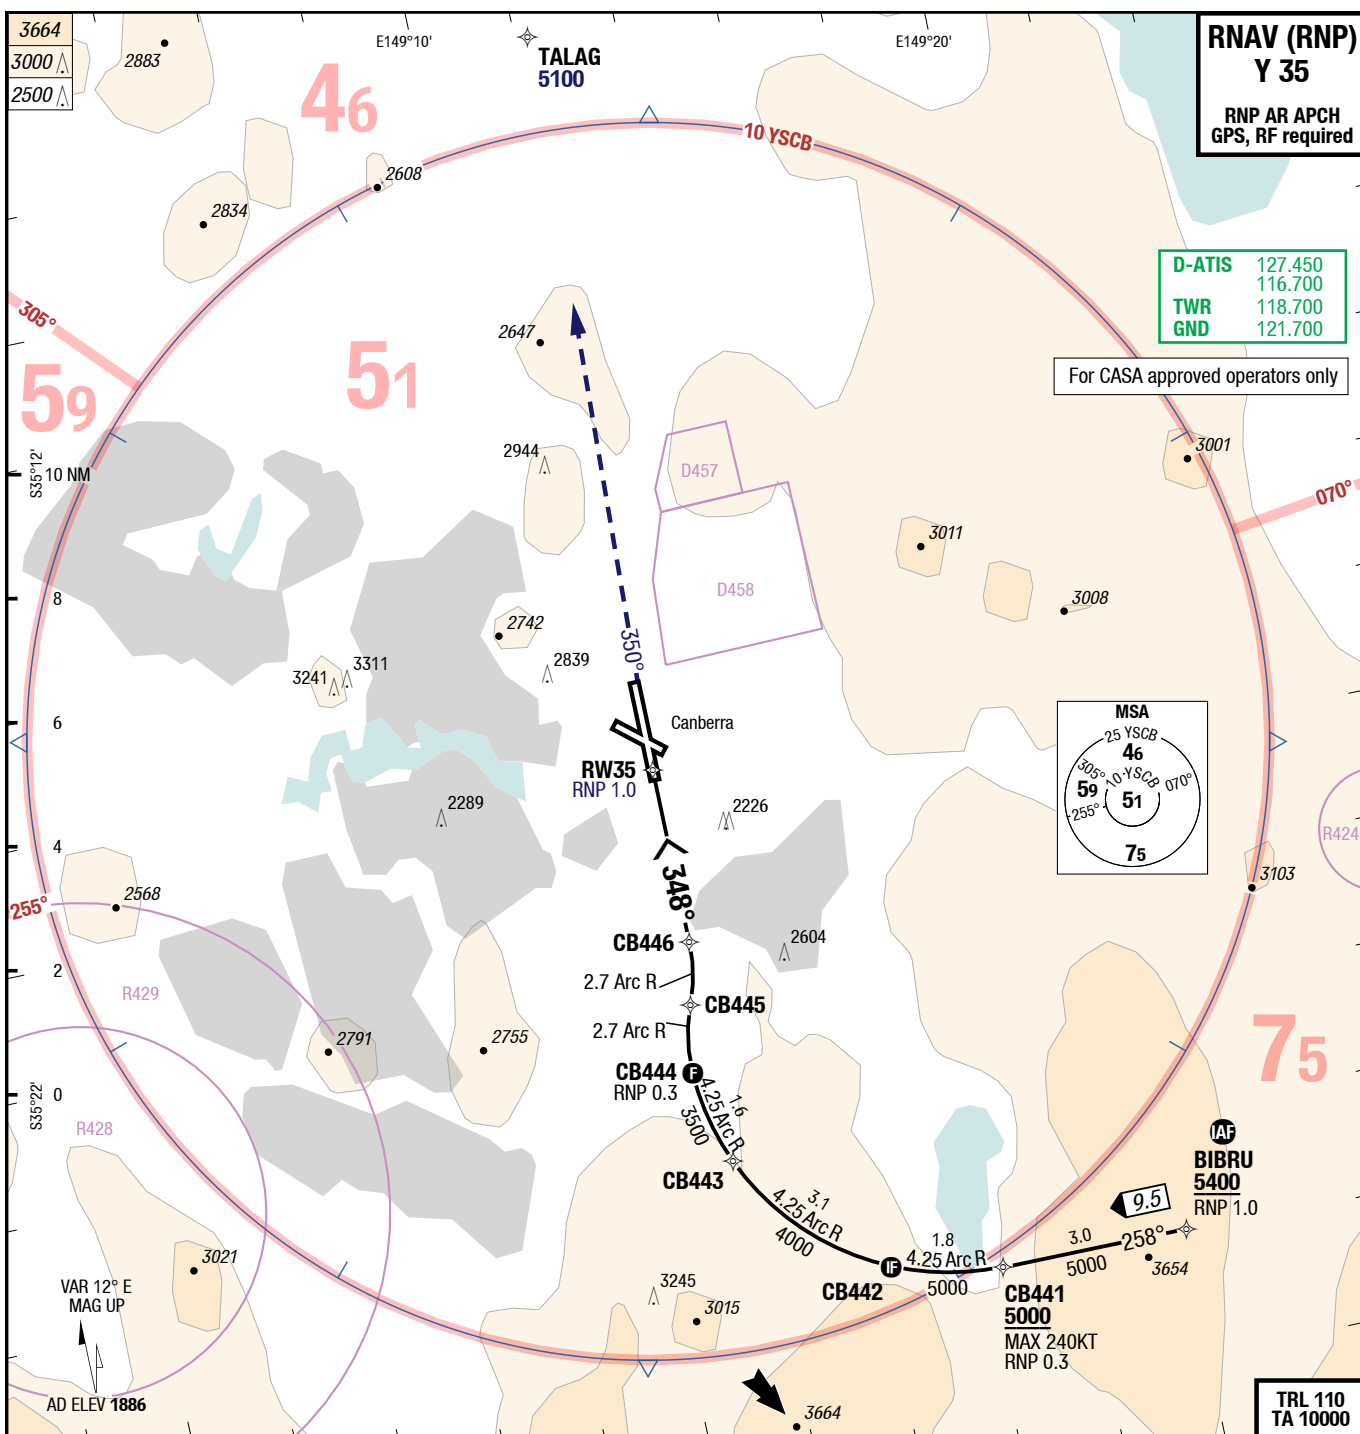 3664
3000
2500
2883
46
E149°10'
TALAG
5100
E149°20'
RNAV (RNP)
Y 35
RNP AR APCH
GPS, RF required
10 YSCB
2608
2834
D-ATIS 127.450
116.700
TWR 118.700
GND 121.700
For CASA approved operators only
305°
59
51
2647
2944
D457
3001
070°
S35°12'
10 NM
3011
D458
3008
8
2742
350°
3241
3311
2839
6
Canberra
MSA
25 YSCB
46
305°
10 YSCB
070°
59
51
255°
75
RW35
RNP 1.0
2289
2226
R424
4
348°
3103
2568
255°
CB446
2604
2
2.7 Arc R
CB445
R429
2.7 Arc R
2791
2755
75
CB444
RNP 0.3
F
S35°22'
0
1.6
4.25 Arc R
3500
R428
IAF
BIBRU
5400
RNP 1.0
CB443
9.5
3.1
4.25 Arc R
4000
258°
3.0
5000
3654
1.8
4.25 Arc R
5000
IF
CB442
CB441
5000
MAX 240KT
RNP 0.3
3021
VAR 12° E
MAG UP
3245
3015
AD ELEV 1886
3664
TRL 110
TA 10000